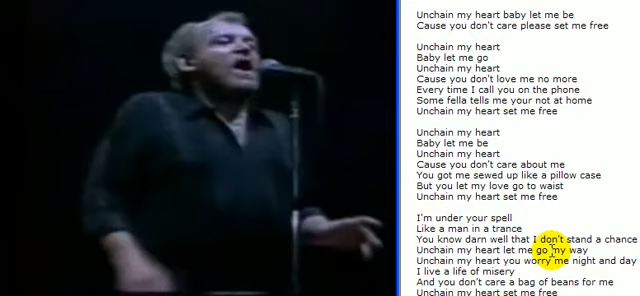 Unchain my heart baby let me be
Cause you don't care please set me free
Unchain my heart
Baby let me go
Unchain my heart
Cause you don't love me no more
Every time I call you on the phone
Some fella tells me your not at home
Unchain my heart set me free
Unchain my heart
Baby let me be
Unchain my heart
Cause you don't care about me
You got me sewed up like a pillow case
But you let my love go to waist
Unchain my heart set me free
I'm under your spell
Like a man in a trance
You know darn well that I don't stand a chance
Unchain my heart let me go my way
Unchain my heart you worry me night and day
I live a life of misery
And you don't care a bag of beans for me
Unchain my heart set me free